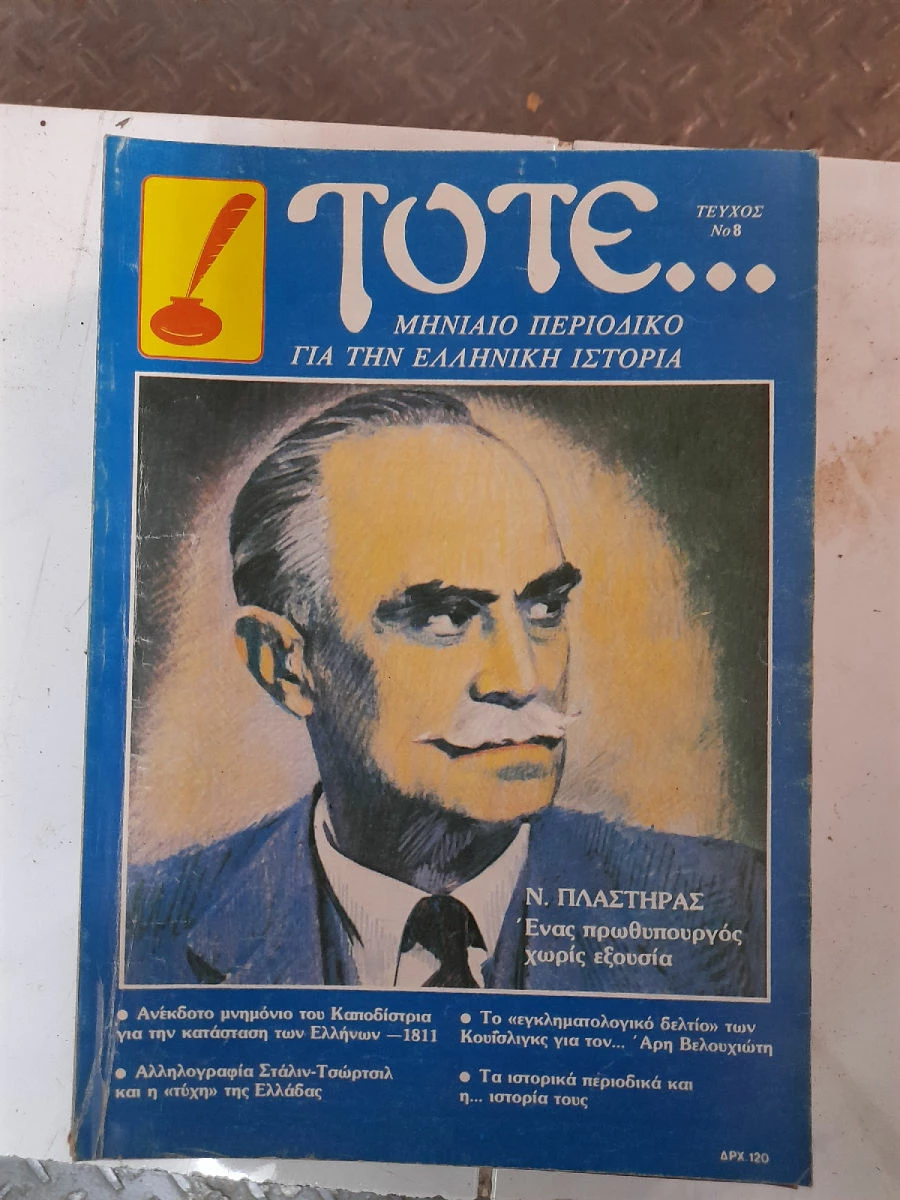 ΤΟΤΕ...
ΤΕΥΧΟΣ
Νο 8
ΜΗΝΙΑΙΟ ΠΕΡΙΟΔΙΚΟ
ΓΙΑ ΤΗΝ ΕΛΛΗΝΙΚΗ ΙΣΤΟΡΙΑ
Ν. ΠΛΑΣΤΗΡΑΣ
Ένας πρωθυπουργός
χωρίς εξουσία
● Ανέκδοτο μνημόνιο του Καποδίστρια
για την κατάσταση των Ελλήνων —1811
● Αλληλογραφία Στάλιν-Τσώρτσιλ
και η «τύχη» της Ελλάδας
● Το «εγκληματολογικό δελτίο» των
Κουΐσλιγκς για τον... Άρη Βελουχιώτη
● Τα ιστορικά περιοδικά και
η... ιστορία τους
ΔΡΧ. 120